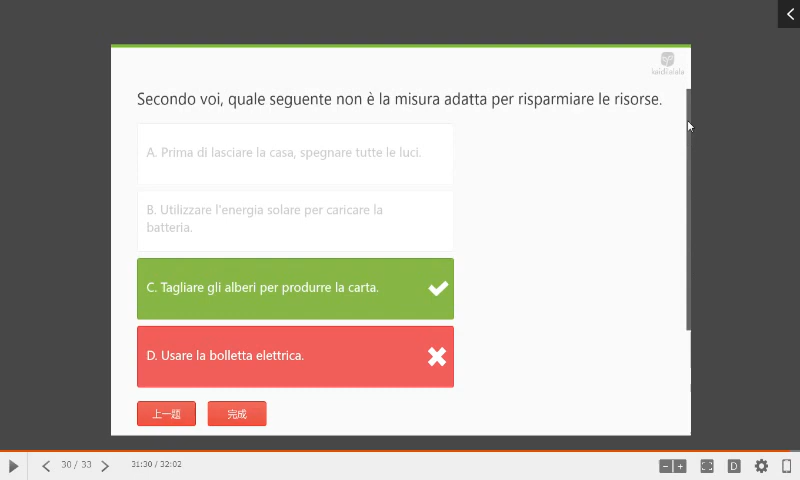 kaidalala
Secondo voi, quale seguente non è la misura adatta per risparmiare le risorse.
A. Prima di lasciare la casa, spegnare tutte le luci.
B. Utilizzare l'energia solare per caricare la
batteria.
C. Tagliare gli alberi per produrre la carta.
D. Usare la bolletta elettrica.
上一题 完成
30 / 33 31:30 / 32:02 D